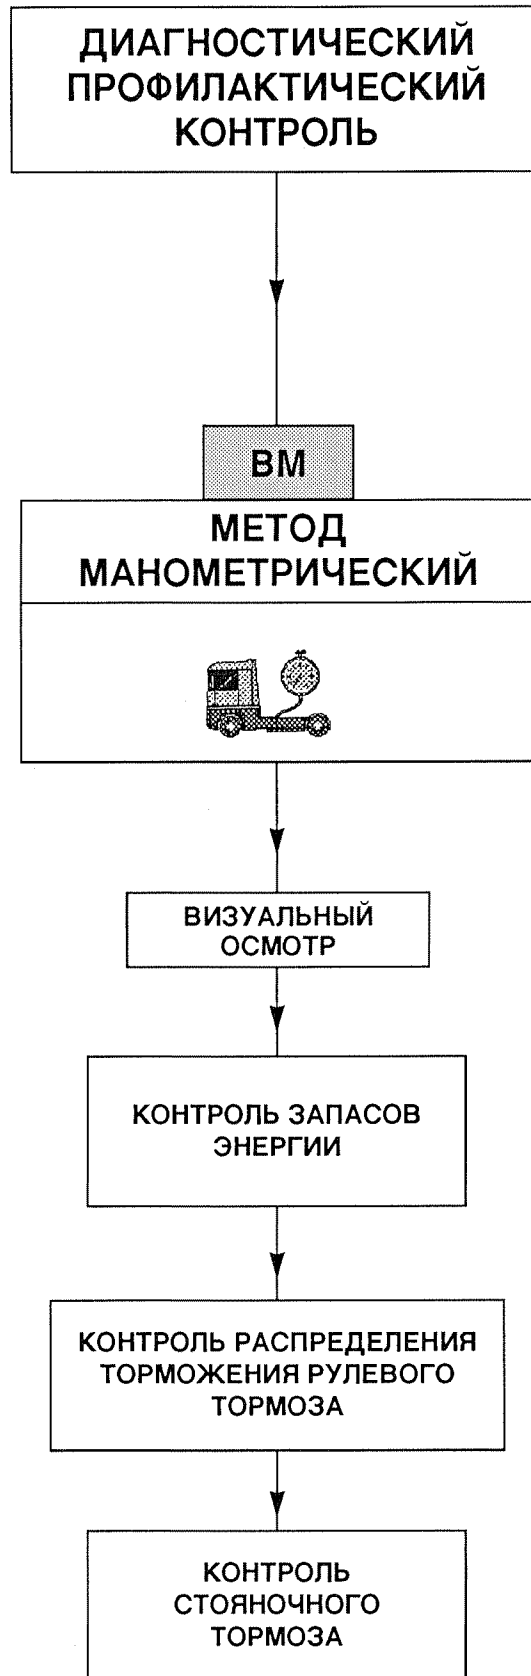 ДИАГНОСТИЧЕСКИЙ
ПРОФИЛАКТИЧЕСКИЙ
КОНТРОЛЬ
ВМ
МЕТОД
МАНОМЕТРИЧЕСКИЙ
ВИЗУАЛЬНЫЙ
ОСМОТР
КОНТРОЛЬ ЗАПАСОВ
ЭНЕРГИИ
КОНТРОЛЬ РАСПРЕДЕЛЕНИЯ
ТОРМОЖЕНИЯ РУЛЕВОГО
ТОРМОЗА
КОНТРОЛЬ
СТОЯНОЧНОГО
ТОРМОЗА